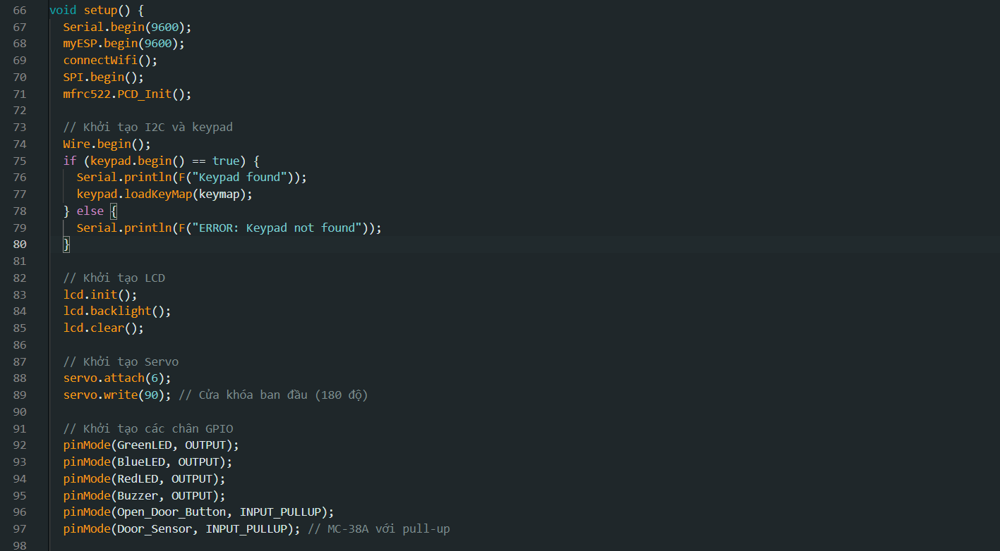 66 void setup() {
67 Serial.begin(9600);
68 myESP.begin(9600);
69 connectWifi();
70 SPI.begin();
71 mfrc522.PCD_Init();
72
73 // Khởi tạo I2C và keypad
74 Wire.begin();
75 if (keypad.begin() == true) {
76 Serial.println(F("Keypad found"));
77 keypad.loadKeyMap(keymap);
78 } else {
79 Serial.println(F("ERROR: Keypad not found"));
80 }
81
82 // Khởi tạo LCD
83 lcd.init();
84 lcd.backlight();
85 lcd.clear();
86
87 // Khởi tạo Servo
88 servo.attach(6);
89 servo.write(90); // Cửa khóa ban đầu (180 độ)
90
91 // Khởi tạo các chân GPIO
92 pinMode(GreenLED, OUTPUT);
93 pinMode(BlueLED, OUTPUT);
94 pinMode(RedLED, OUTPUT);
95 pinMode(Buzzer, OUTPUT);
96 pinMode(Open_Door_Button, INPUT_PULLUP);
97 pinMode(Door_Sensor, INPUT_PULLUP); // MC-38A với pull-up
98